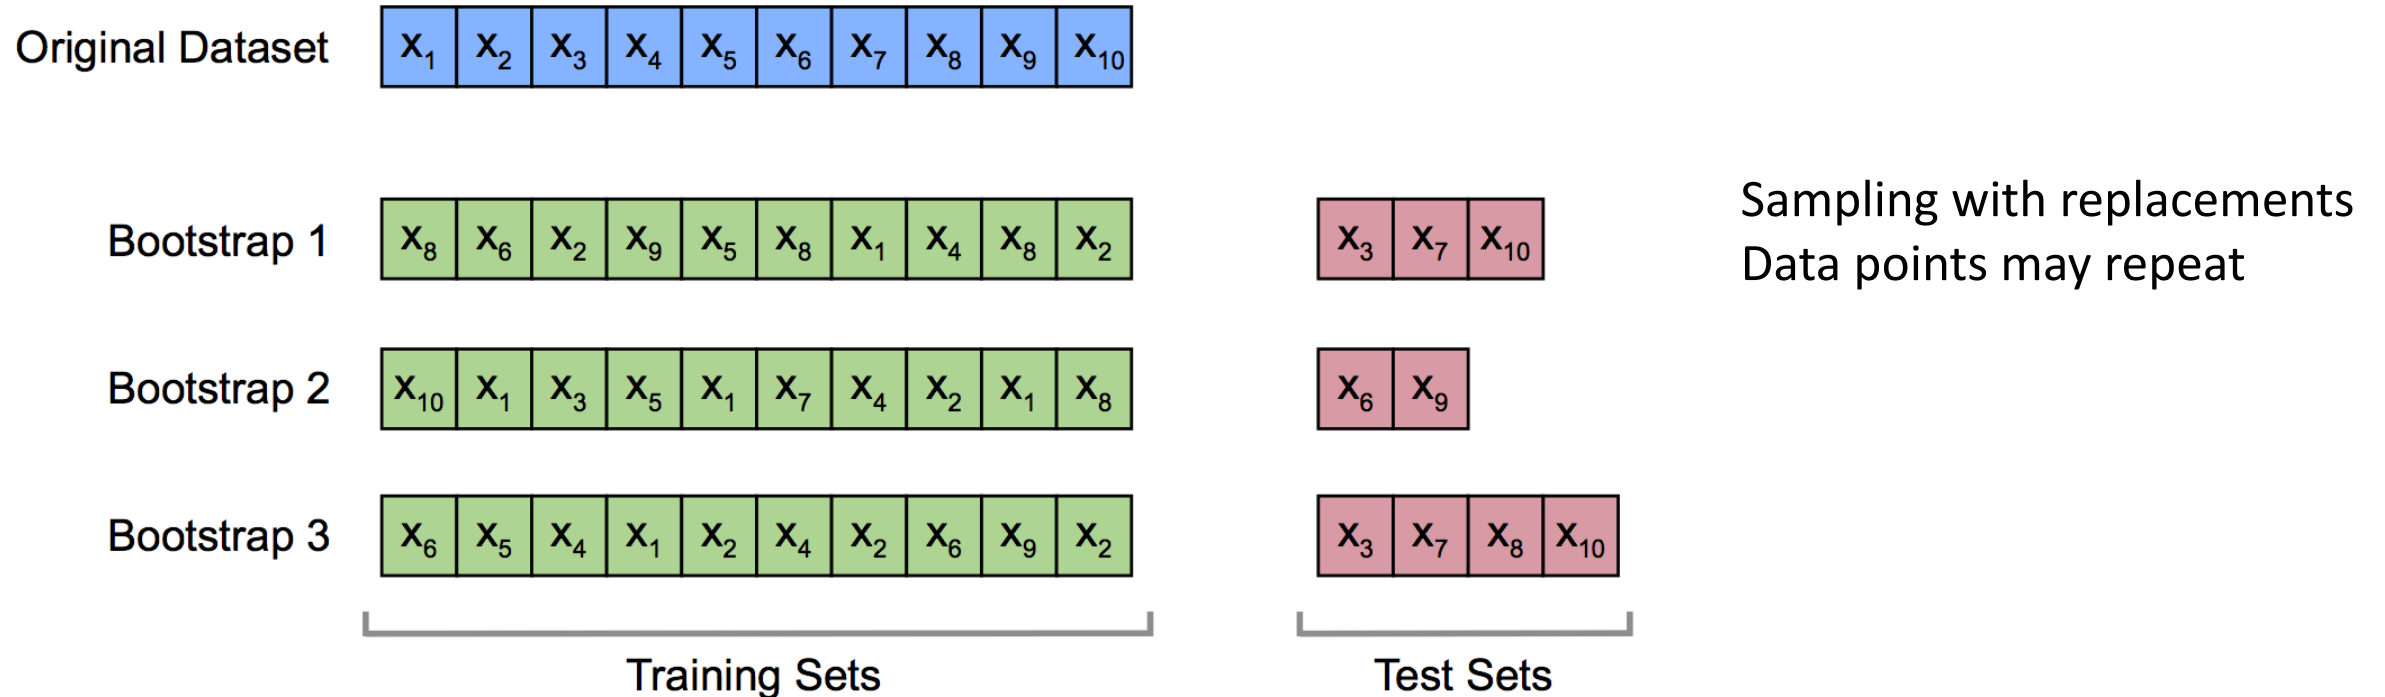 Original Dataset x₁ x₂ x₃ x₄ x₅ x₆ x₇ x₈ x₉ x₁₀
Bootstrap 1 x₈ x₆ x₂ x₉ x₅ x₈ x₁ x₄ x₈ x₂ x₃ x₇ x₁₀
Sampling with replacements
Data points may repeat
Bootstrap 2 x₁₀ x₁ x₃ x₅ x₁ x₇ x₄ x₂ x₁ x₈ x₆ x₉
Bootstrap 3 x₆ x₅ x₄ x₁ x₂ x₄ x₂ x₆ x₉ x₂ x₃ x₇ x₈ x₁₀
Training Sets Test Sets